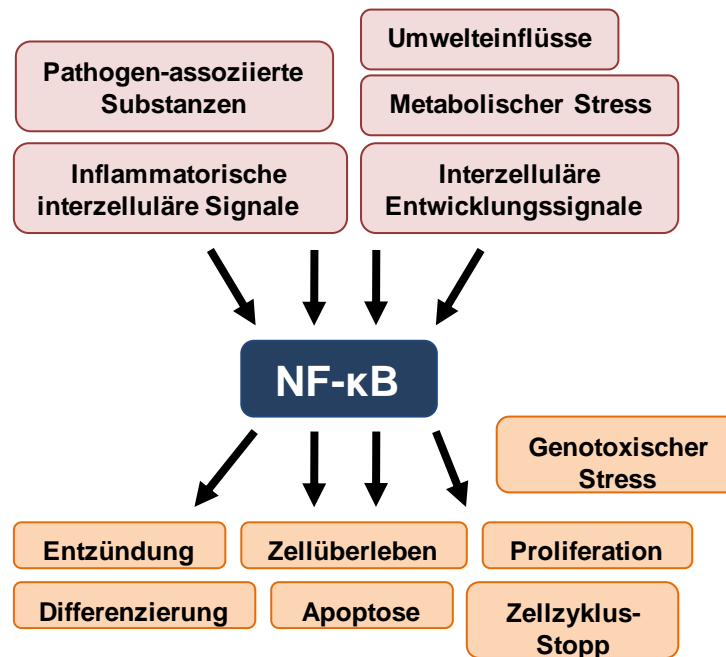 Umwelteinflüsse
Pathogen-assoziierte
Substanzen
Metabolischer Stress
Inflammatorische
interzelluläre Signale
Interzelluläre
Entwicklungssignale
NF-κB
Genotoxischer
Stress
Entzündung
Zellüberleben
Proliferation
Differenzierung
Apoptose
Zellzyklus-
Stopp